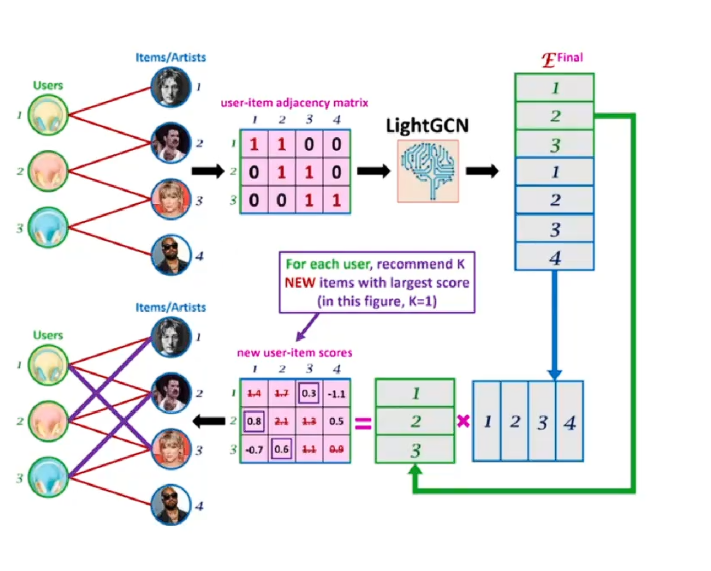 Items/Artists
Users
1
2
3
1
2
3
4
user-item adjacency matrix
1 2 3 4
1 1 1 0 0
2 0 1 1 0
3 0 0 1 1
LightGCN
E Final
1
2
3
1
2
3
4
For each user, recommend K
NEW items with largest score
(in this figure, K=1)
Items/Artists
Users
1
2
3
1
2
3
4
new user-item scores
1 2 3 4
1 1.4 1.7 0.3 -1.1
2 0.8 2.1 1.3 0.5
3 -0.7 0.6 1.1 0.9
=
1
2
3
×
1 2 3 4